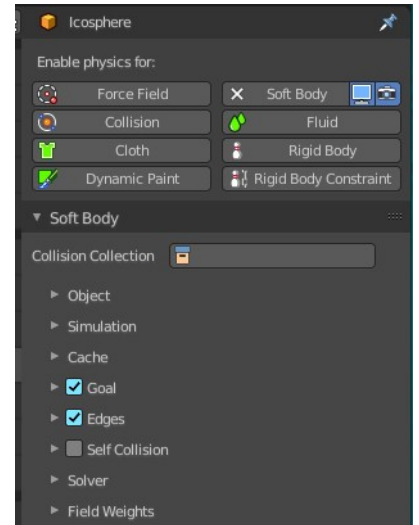 Icosphere
Enable physics for:
Force Field Soft Body
Collision Fluid
Cloth Rigid Body
Dynamic Paint Rigid Body Constraint
Soft Body
Collision Collection
Object
Simulation
Cache
Goal
Edges
Self Collision
Solver
Field Weights